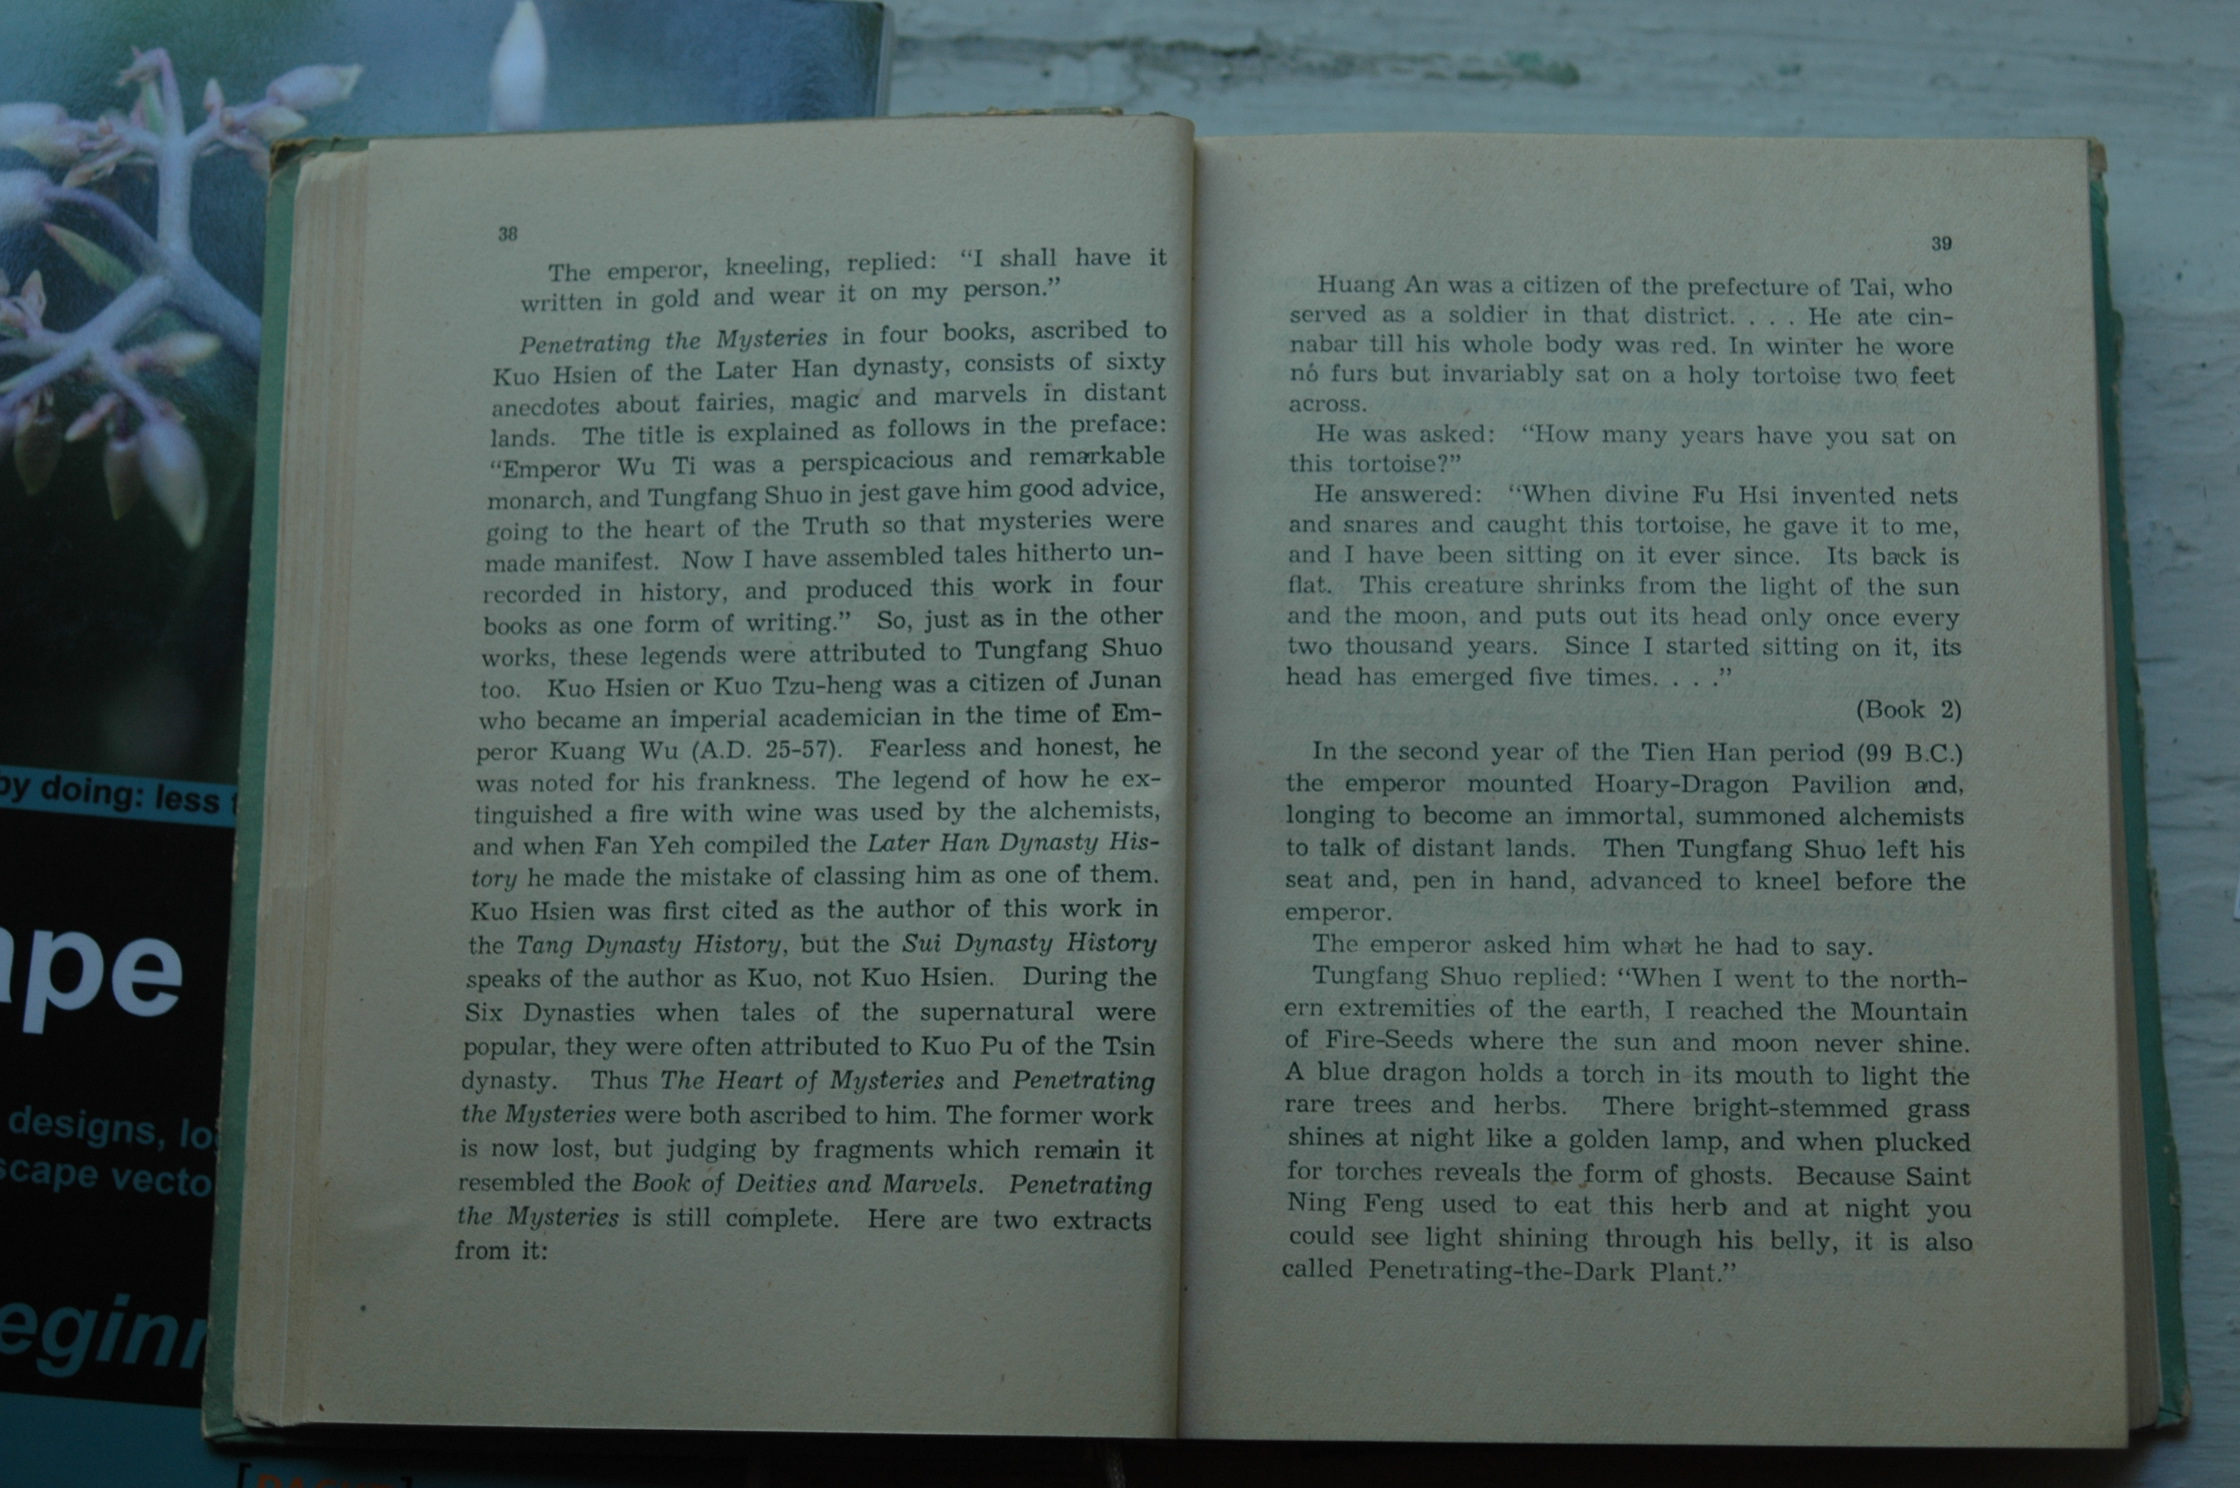 by doing: less
ape
designs, lo
scape vecto
eginn
38
The emperor, kneeling, replied: “I shall have it
written in gold and wear it on my person.”
Penetrating the Mysteries in four books, ascribed to
Kuo Hsien of the Later Han dynasty, consists of sixty
anecdotes about fairies, magic and marvels in distant
lands. The title is explained as follows in the preface:
“Emperor Wu Ti was a perspicacious and remarkable
monarch, and Tungfang Shuo in jest gave him good advice,
going to the heart of the Truth so that mysteries were
made manifest. Now I have assembled tales hitherto un-
recorded in history, and produced this work in four
books as one form of writing.” So, just as in the other
works, these legends were attributed to Tungfang Shuo
too. Kuo Hsien or Kuo Tzu-heng was a citizen of Junan
who became an imperial academician in the time of Em-
peror Kuang Wu (A.D. 25-57). Fearless and honest, he
was noted for his frankness. The legend of how he ex-
tinguished a fire with wine was used by the alchemists,
and when Fan Yeh compiled the Later Han Dynasty His-
tory he made the mistake of classing him as one of them.
Kuo Hsien was first cited as the author of this work in
the Tang Dynasty History, but the Sui Dynasty History
speaks of the author as Kuo, not Kuo Hsien. During the
Six Dynasties when tales of the supernatural were
popular, they were often attributed to Kuo Pu of the Tsin
dynasty. Thus The Heart of Mysteries and Penetrating
the Mysteries were both ascribed to him. The former work
is now lost, but judging by fragments which remain it
resembled the Book of Deities and Marvels. Penetrating
the Mysteries is still complete. Here are two extracts
from it:
39
Huang An was a citizen of the prefecture of Tai, who
served as a soldier in that district. . . . He ate cin-
nabar till his whole body was red. In winter he wore
no furs but invariably sat on a holy tortoise two feet
across.
He was asked: “How many years have you sat on
this tortoise?”
He answered: “When divine Fu Hsi invented nets
and snares and caught this tortoise, he gave it to me,
and I have been sitting on it ever since. Its back is
flat. This creature shrinks from the light of the sun
and the moon, and puts out its head only once every
two thousand years. Since I started sitting on it, its
head has emerged five times. . . .”
(Book 2)
In the second year of the Tien Han period (99 B.C.)
the emperor mounted Hoary-Dragon Pavilion and,
longing to become an immortal, summoned alchemists
to talk of distant lands. Then Tungfang Shuo left his
seat and, pen in hand, advanced to kneel before the
emperor.
The emperor asked him what he had to say.
Tungfang Shuo replied: “When I went to the north-
ern extremities of the earth, I reached the Mountain
of Fire-Seeds where the sun and moon never shine.
A blue dragon holds a torch in its mouth to light the
rare trees and herbs. There bright-stemmed grass
shines at night like a golden lamp, and when plucked
for torches reveals the form of ghosts. Because Saint
Ning Feng used to eat this herb and at night you
could see light shining through his belly, it is also
called Penetrating-the-Dark Plant.”